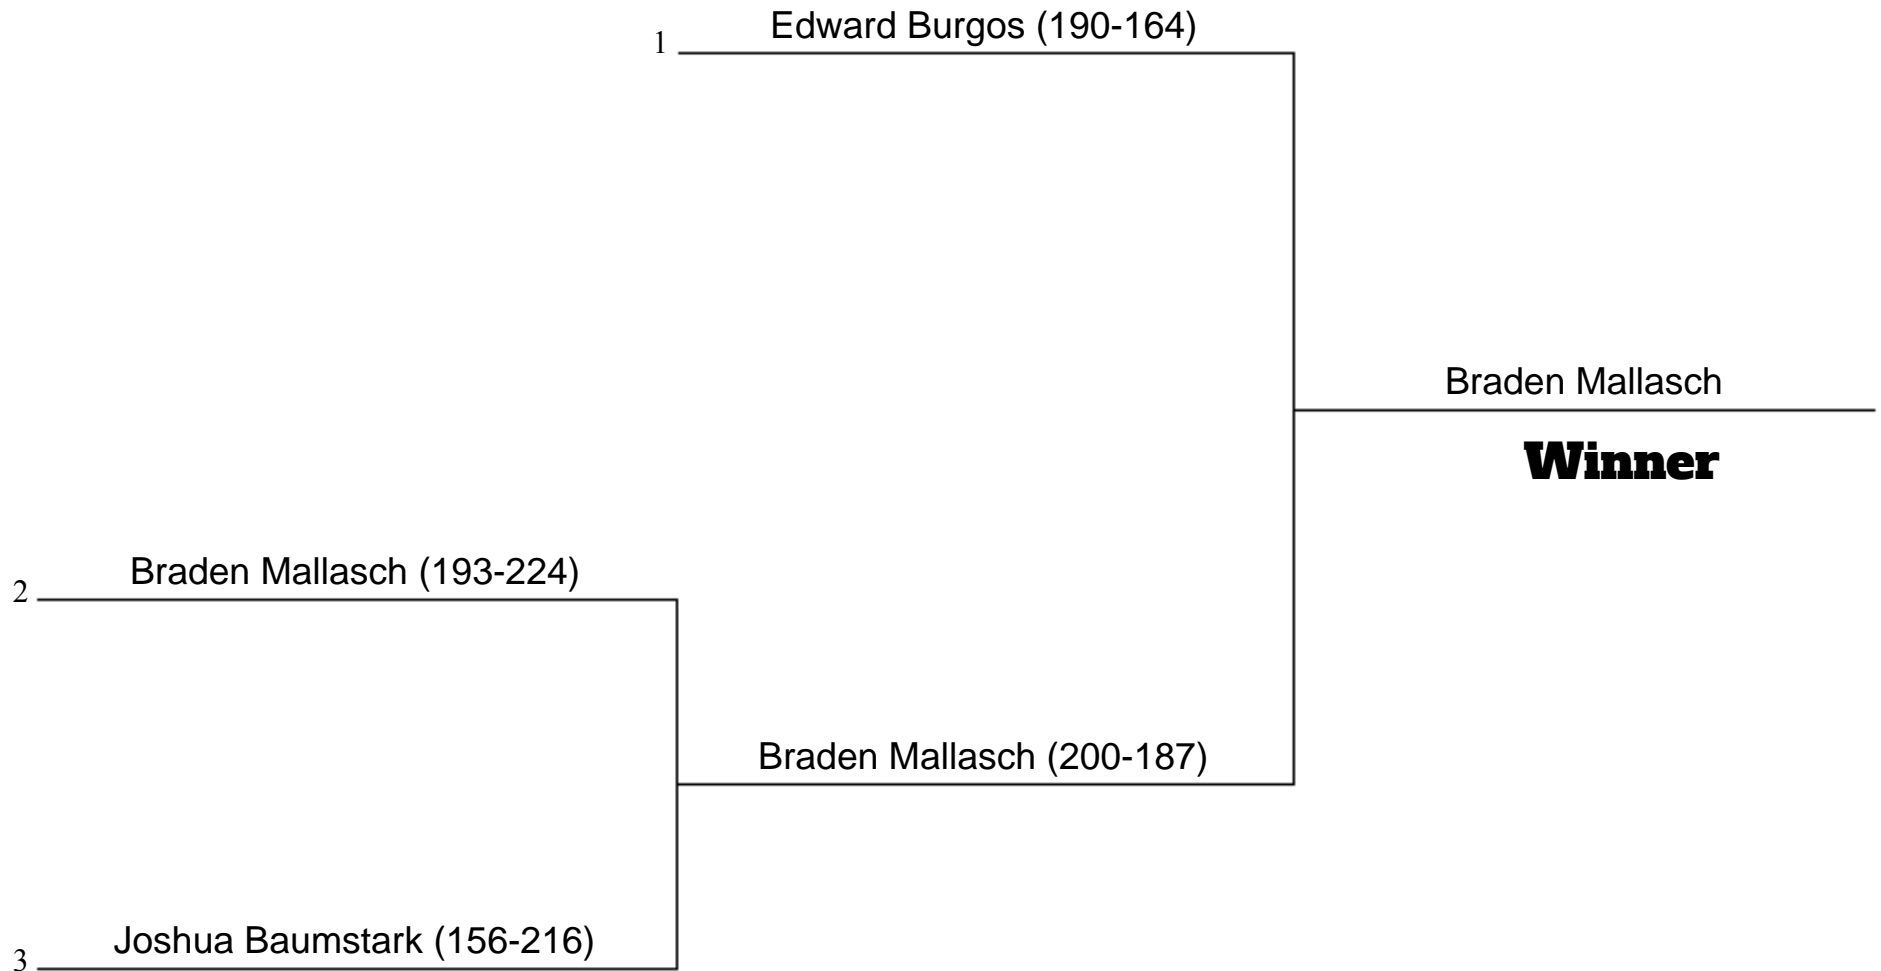 Edward Burgos (190-164)
1
Braden Mallasch
Winner
Braden Mallasch (193-224)
2
Braden Mallasch (200-187)
Joshua Baumstark (156-216)
3